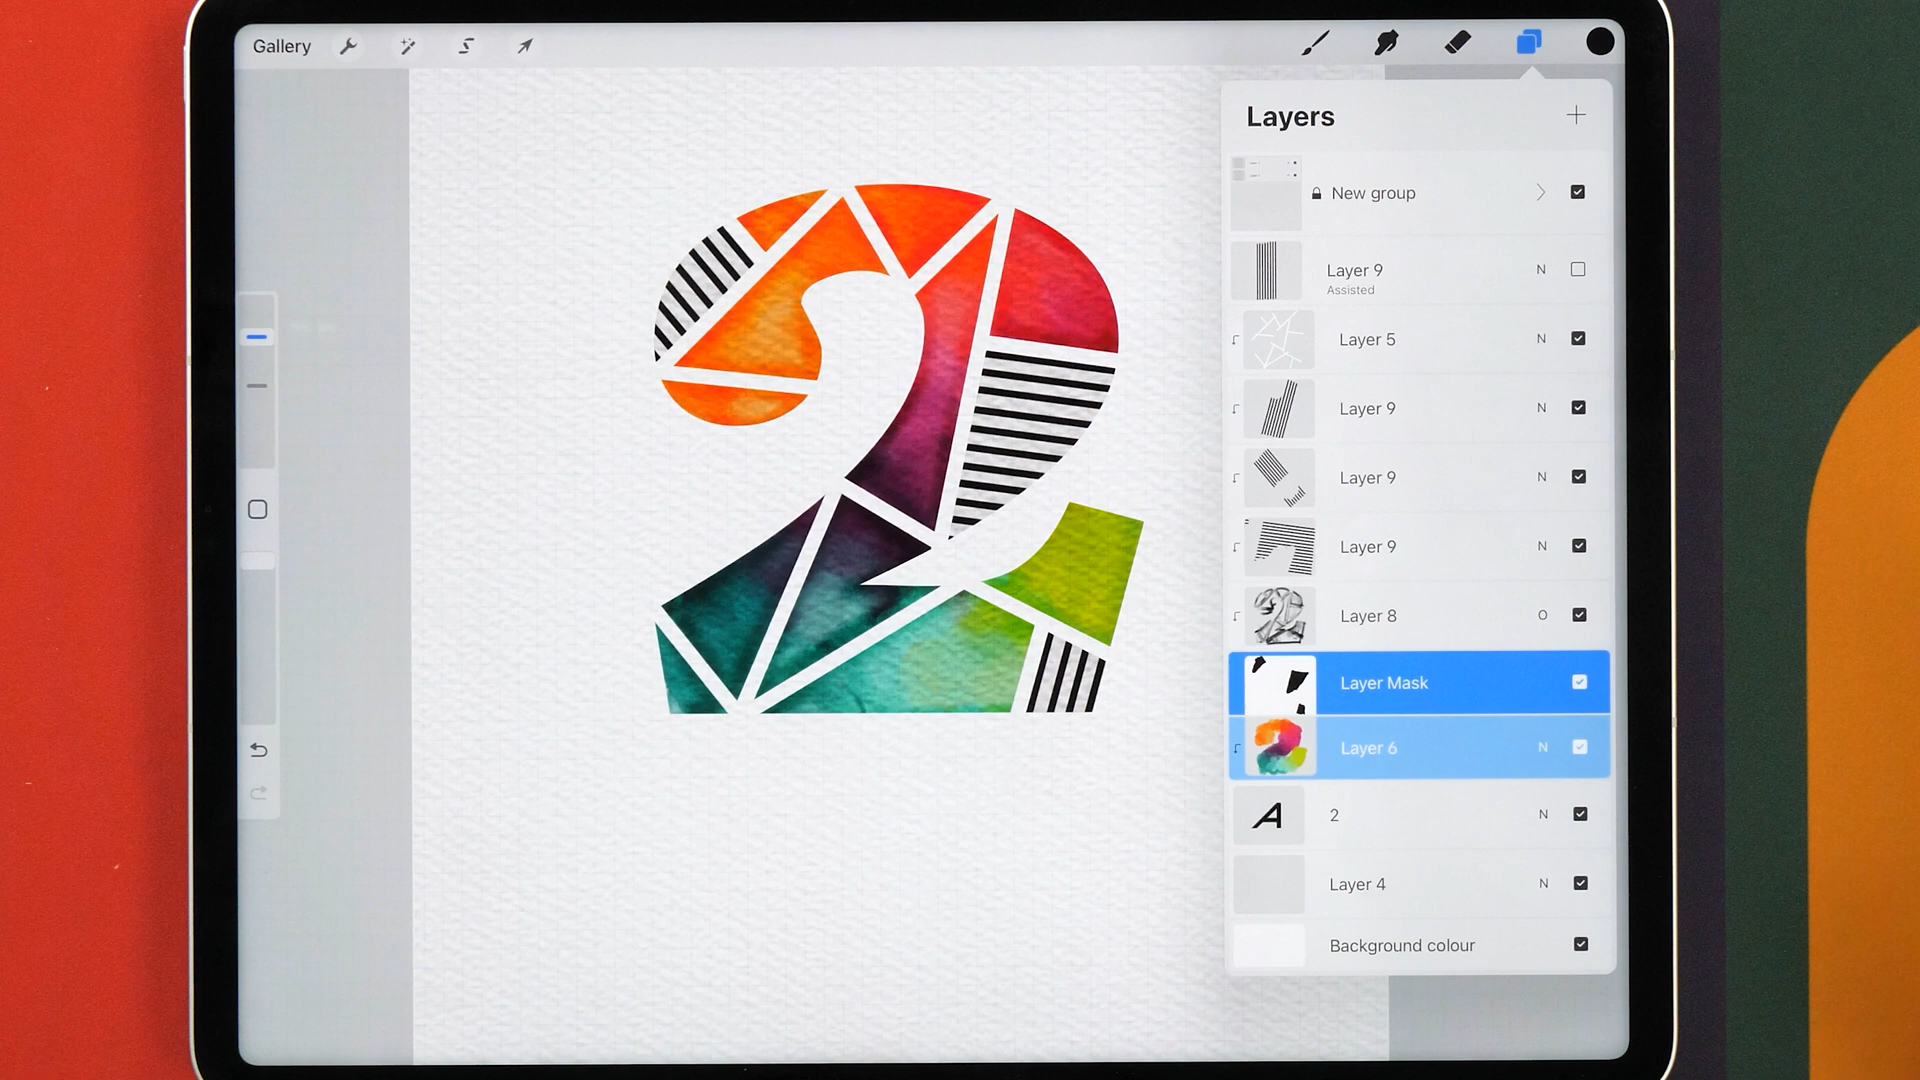 Gallery
Layers
New group
Layer 9 N
Assisted
Layer 5 N
Layer 9 N
Layer 9 N
Layer 9 N
Layer 8 O
Layer Mask
Layer 6 N
A 2 N
Layer 4 N
Background colour
2